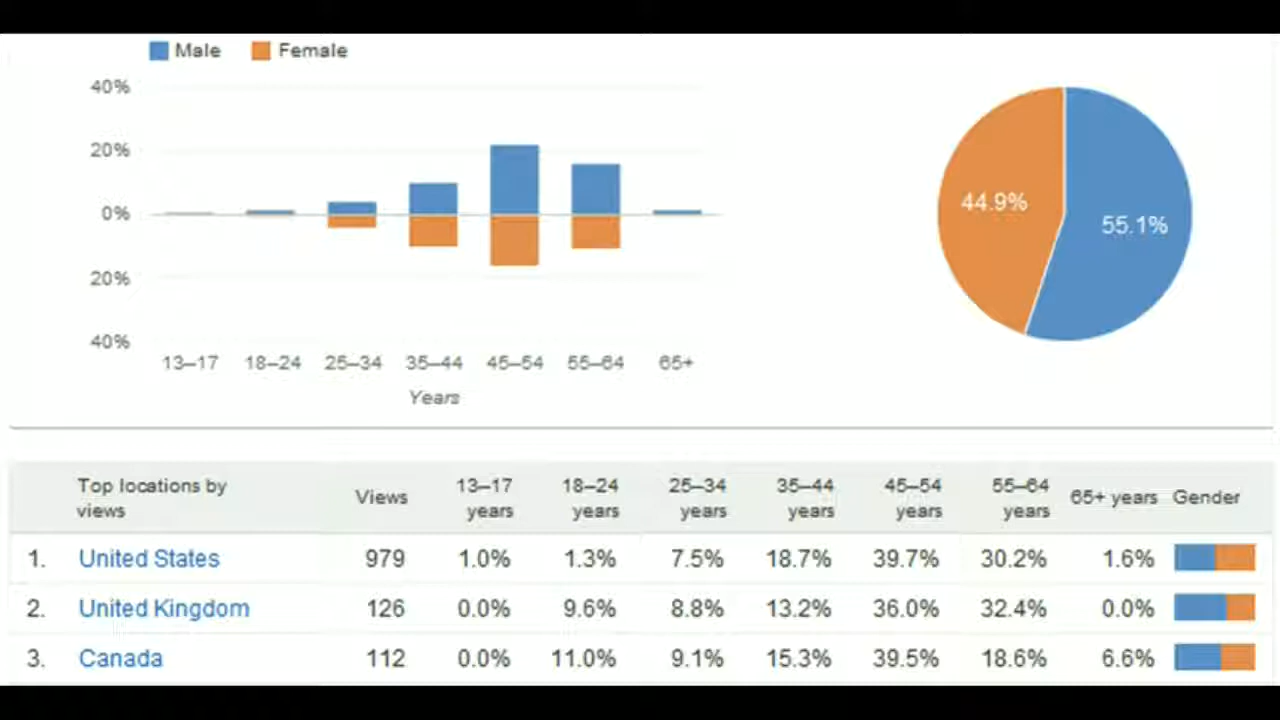 Male Female
40%
20%
0%
20%
40%
44.9%
55.1%
13–17 18–24 25–34 35–44 45–54 55–64 65+
Years
Top locations by views Views 13–17 years 18–24 years 25–34 years 35–44 years 45–54 years 55–64 years 65+ years Gender
1. United States 979 1.0% 1.3% 7.5% 18.7% 39.7% 30.2% 1.6%
2. United Kingdom 126 0.0% 9.6% 8.8% 13.2% 36.0% 32.4% 0.0%
3. Canada 112 0.0% 11.0% 9.1% 15.3% 39.5% 18.6% 6.6%